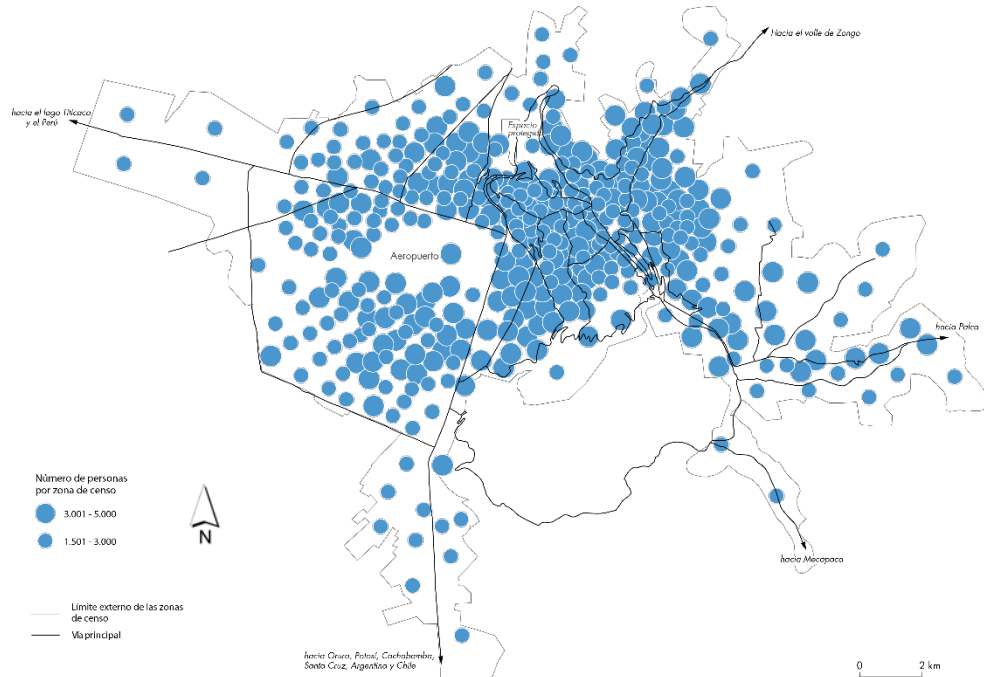 Hacia el valle de Zongo
hacia el lago Titicaca
y el Perú
Espacio
protegido
Aeropuerto
hacia Palca
Número de personas
por zona de censo
3.001 - 5.000
1.501 - 3.000
N
hacia Mecapaca
Límite externo de las zonas
de censo
Vía principal
hacia Oruro, Potosí, Cochabamba,
Santa Cruz, Argentina y Chile
0 2 km